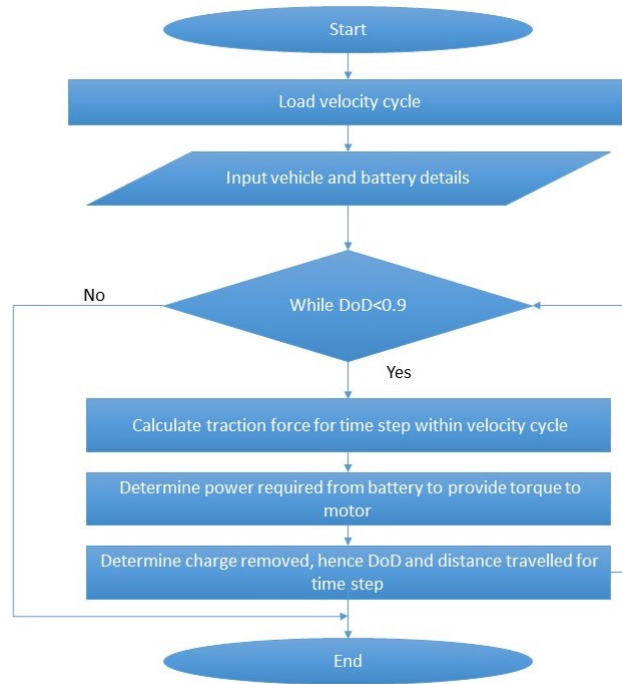 Start
Load velocity cycle
Input vehicle and battery details
No
While DoD<0.9
Yes
Calculate traction force for time step within velocity cycle
Determine power required from battery to provide torque to
motor
Determine charge removed, hence DoD and distance travelled for
time step
End